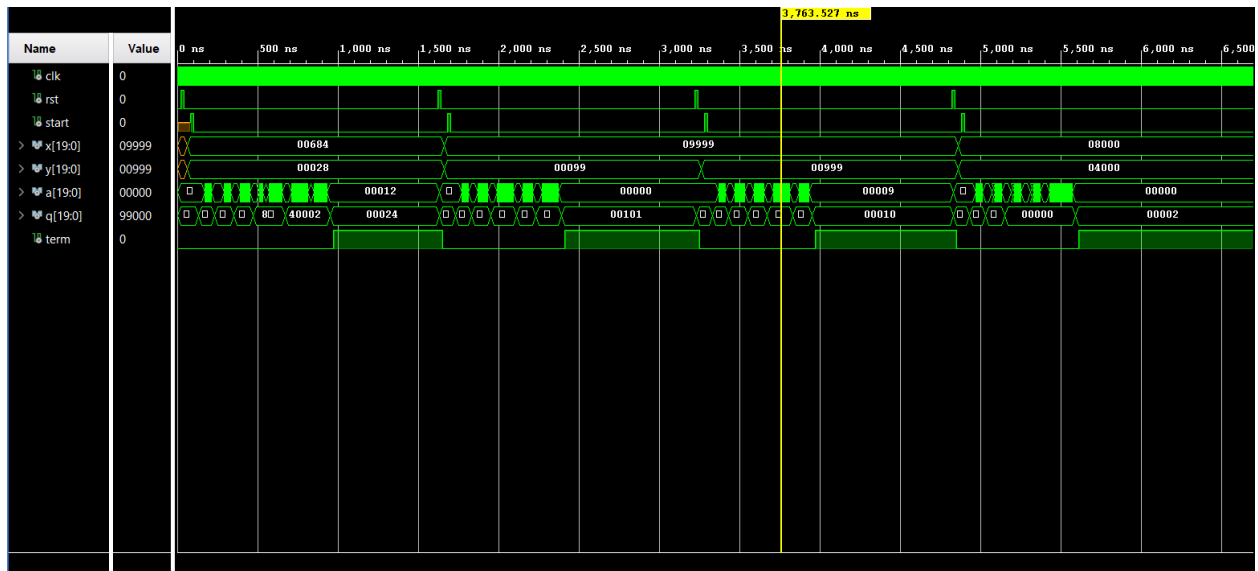 3,763.527 ns
Name Value 0 ns 500 ns 1,000 ns 1,500 ns 2,000 ns 2,500 ns 3,000 ns 3,500 ns 4,000 ns 4,500 ns 5,000 ns 5,500 ns 6,000 ns 6,500
clk 0
rst 0
start 0
x[19:0] 09999 00684 09999 08000
y[19:0] 00999 00028 00099 00999 04000
a[19:0] 00000 00012 00000 00009 00000
q[19:0] 99000 8 40002 00024 00101 00010 00000 00002
term 0